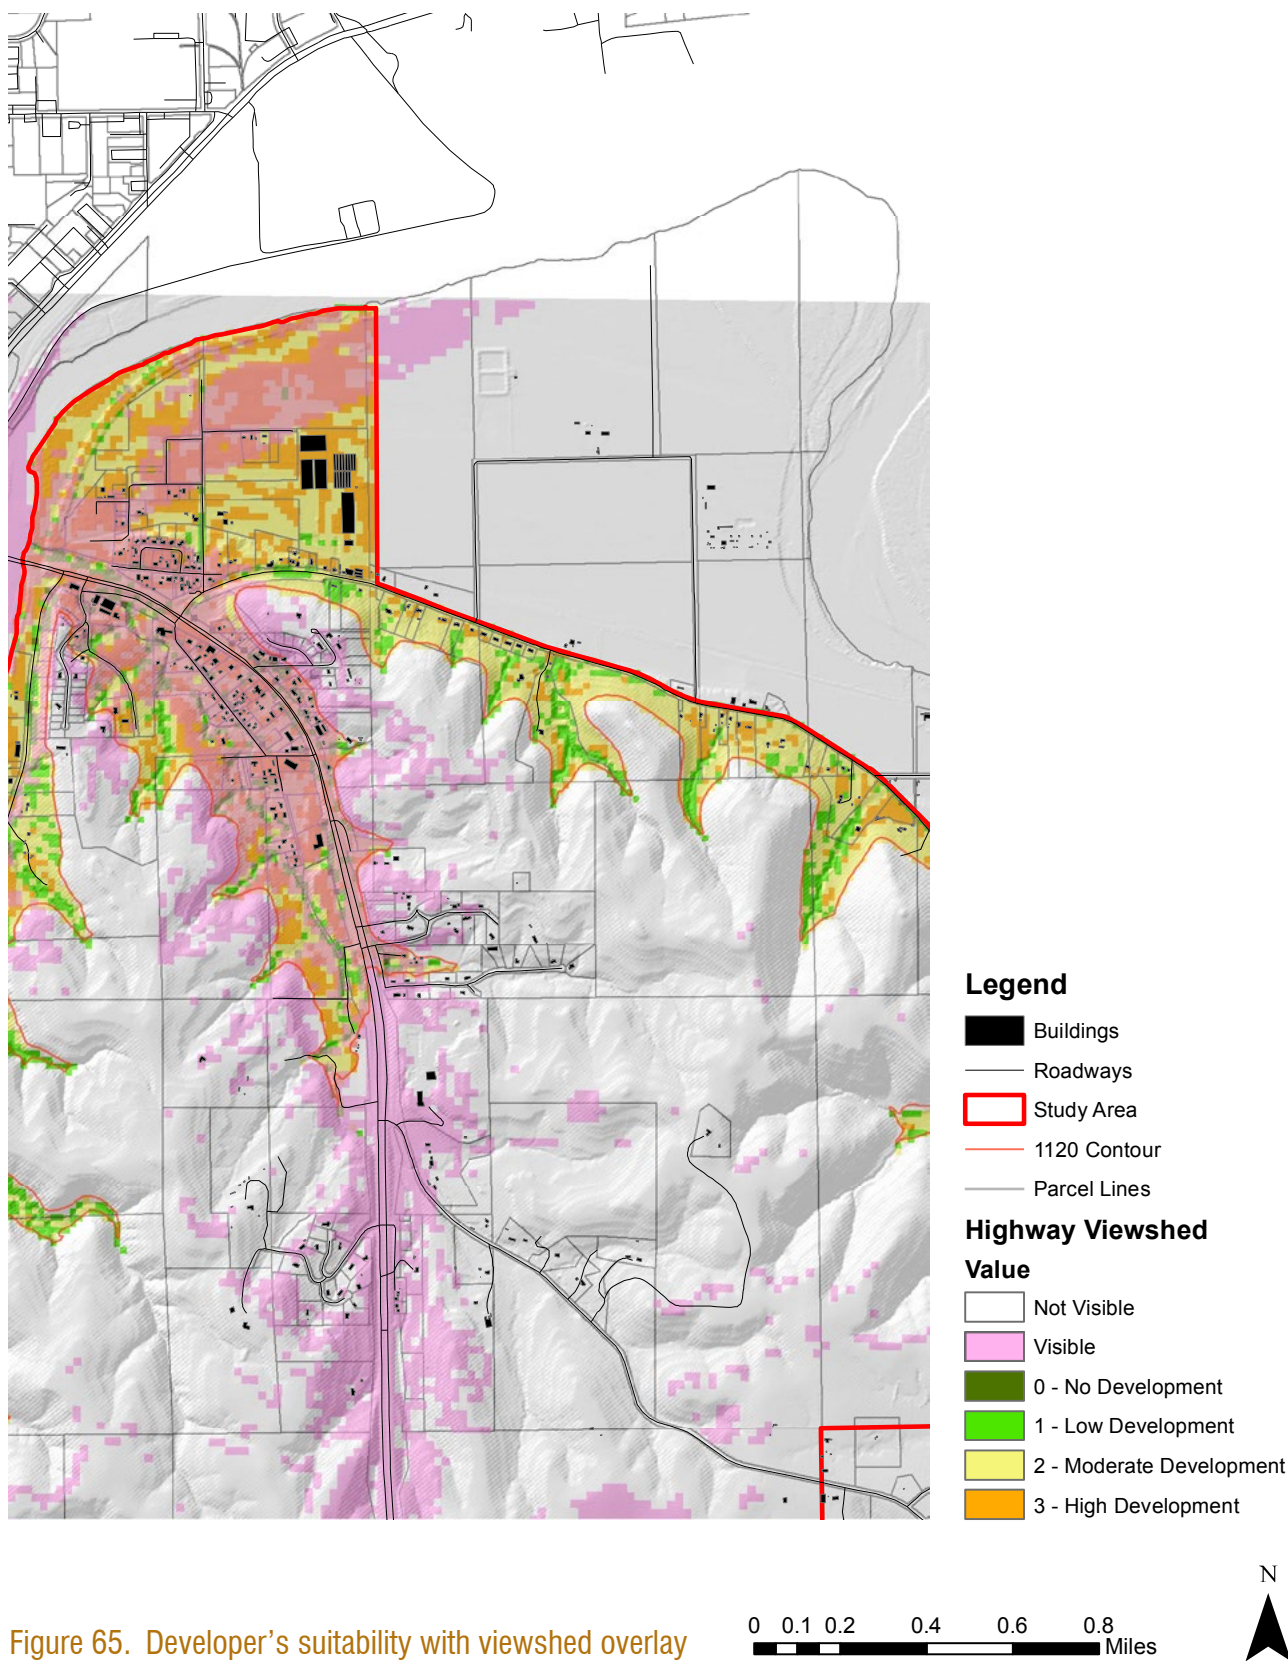 Legend
Buildings
Roadways
Study Area
1120 Contour
Parcel Lines
Highway Viewshed
Value
Not Visible
Visible
0 - No Development
1 - Low Development
2 - Moderate Development
3 - High Development
N
0 0.1 0.2 0.4 0.6 0.8
Miles
Figure 65. Developer's suitability with viewshed overlay